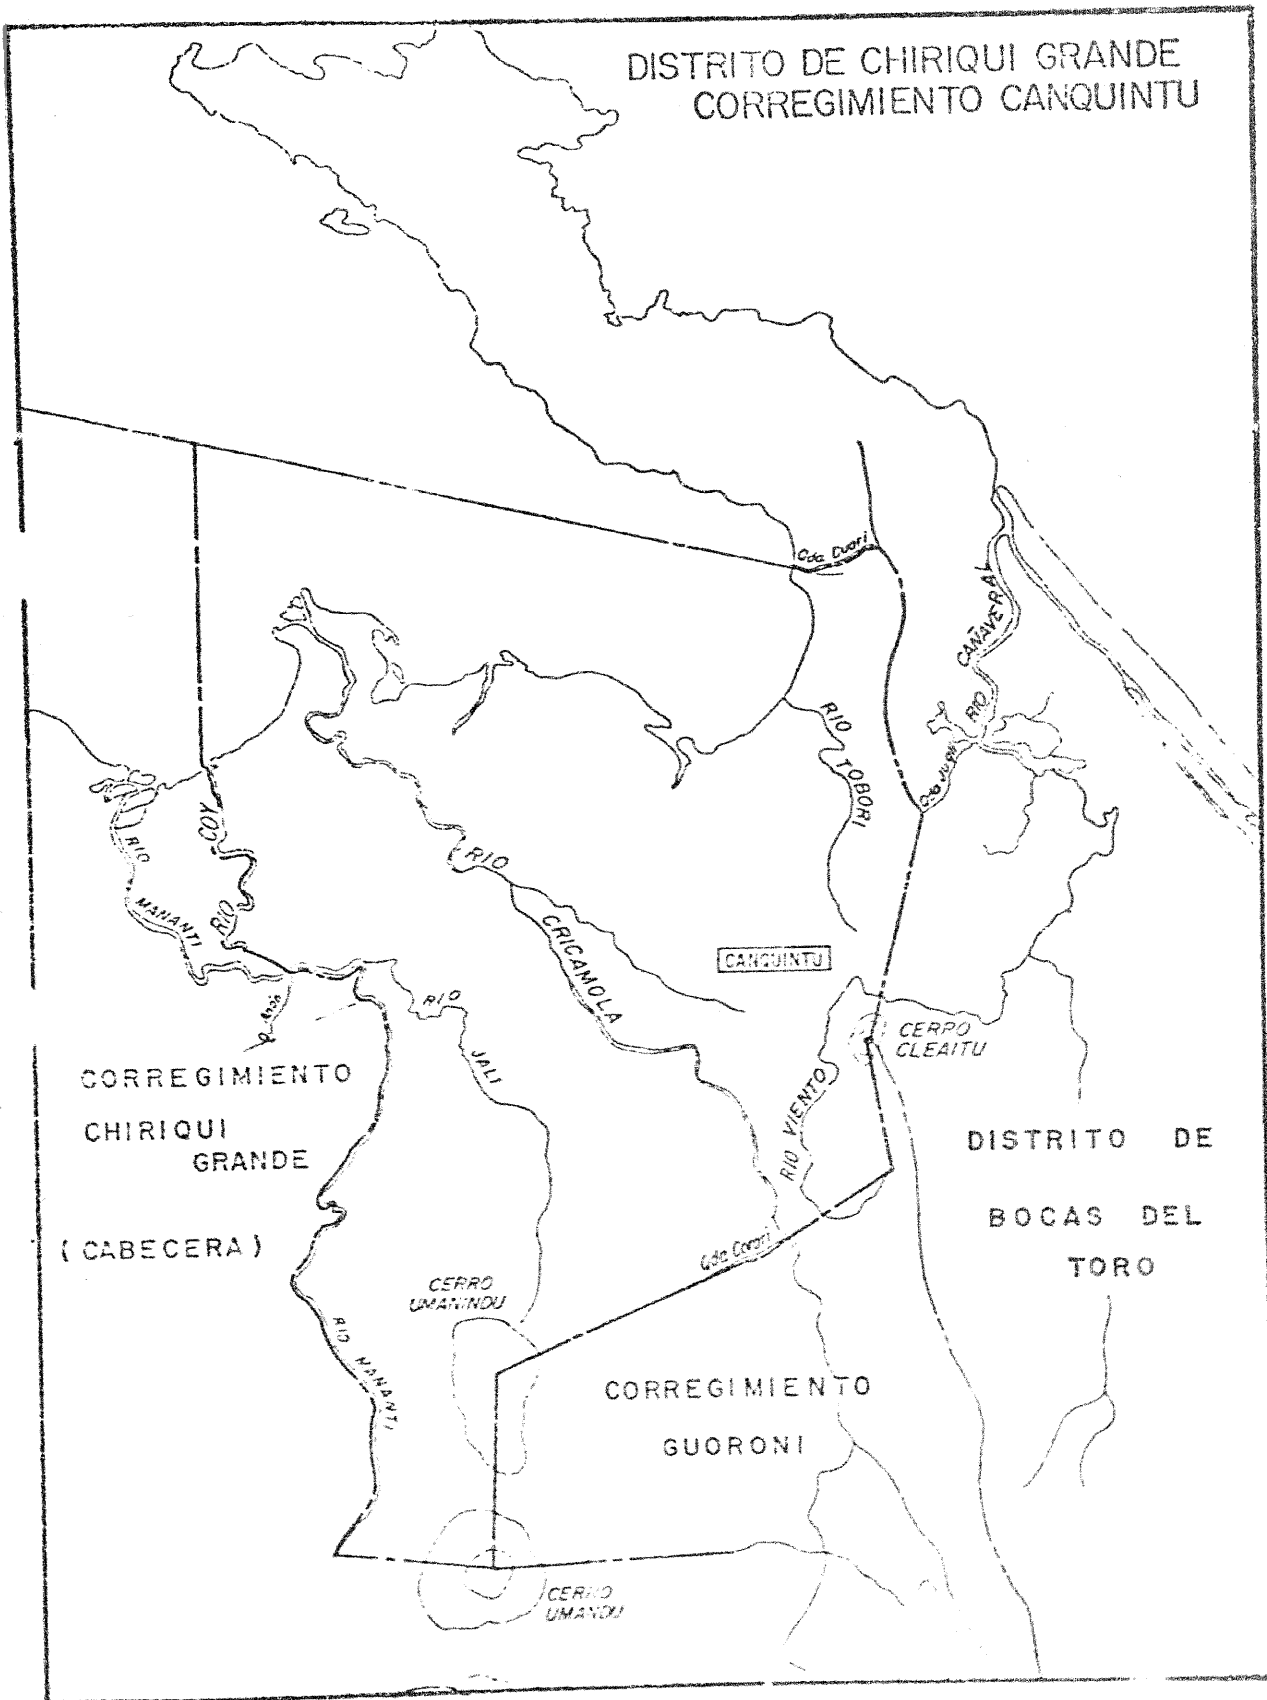 DISTRITO DE CHIRIQUI GRANDE
CORREGIMIENTO CANQUINTU
Qda Cuori
CAÑAVERAL
RIO
RIO TOBORI
COY
RIO
RIO
MANANTI
RIO
CRICAMOLA
CANQUINTU
RIO
JALI
CERRO
CLEAITU
RIO VIENTO
CORREGIMIENTO
CHIRIQUI
GRANDE
(CABECERA)
DISTRITO DE
BOCAS DEL
TORO
Qda
CERRO
UMANINDU
RIO MANANTI
CORREGIMIENTO
GUORONI
CERRO
UMANDU